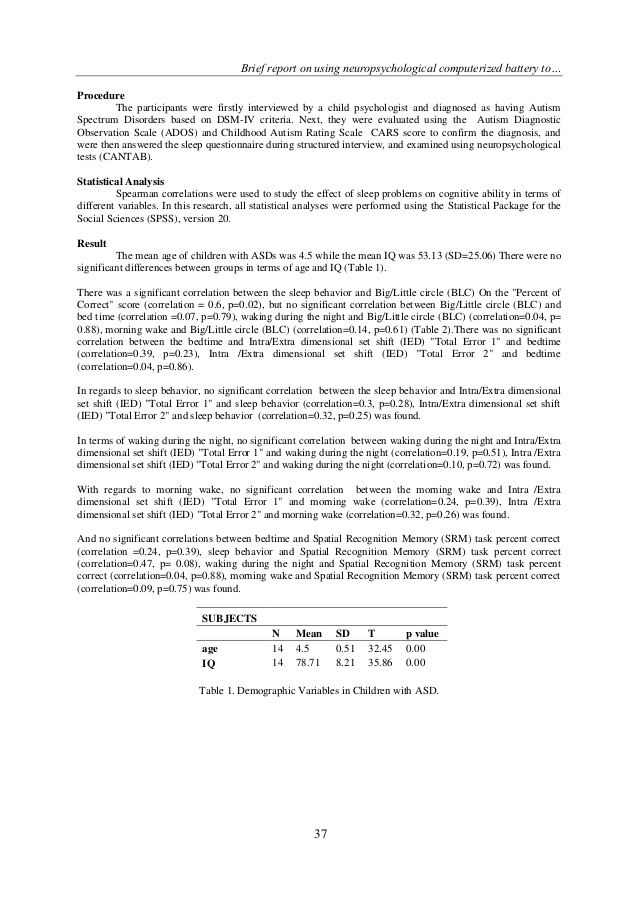 Brief report on using neuropsychological computerized battery to…
Procedure
The participants were firstly interviewed by a child psychologist and diagnosed as having Autism
Spectrum Disorders based on DSM-IV criteria. Next, they were evaluated using the Autism Diagnostic
Observation Scale (ADOS) and Childhood Autism Rating Scale CARS score to confirm the diagnosis, and
were then answered the sleep questionnaire during structured interview, and examined using neuropsychological
tests (CANTAB).
Statistical Analysis
Spearman correlations were used to study the effect of sleep problems on cognitive ability in terms of
different variables. In this research, all statistical analyses were performed using the Statistical Package for the
Social Sciences (SPSS), version 20.
Result
The mean age of children with ASDs was 4.5 while the mean IQ was 53.13 (SD=25.06) There were no
significant differences between groups in terms of age and IQ (Table 1).
There was a significant correlation between the sleep behavior and Big/Little circle (BLC) On the "Percent of
Correct" score (correlation = 0.6, p=0.02), but no significant correlation between Big/Little circle (BLC) and
bed time (correlation =0.07, p=0.79), waking during the night and Big/Little circle (BLC) (correlation=0.04, p=
0.88), morning wake and Big/Little circle (BLC) (correlation=0.14, p=0.61) (Table 2).There was no significant
correlation between the bedtime and Intra/Extra dimensional set shift (IED) "Total Error 1" and bedtime
(correlation=0.39, p=0.23), Intra /Extra dimensional set shift (IED) "Total Error 2" and bedtime
(correlation=0.04, p=0.86).
In regards to sleep behavior, no significant correlation between the sleep behavior and Intra/Extra dimensional
set shift (IED) "Total Error 1" and sleep behavior (correlation=0.3, p=0.28), Intra/Extra dimensional set shift
(IED) "Total Error 2" and sleep behavior (correlation=0.32, p=0.25) was found.
In terms of waking during the night, no significant correlation between waking during the night and Intra/Extra
dimensional set shift (IED) "Total Error 1" and waking during the night (correlation=0.19, p=0.51), Intra/Extra
dimensional set shift (IED) "Total Error 2" and waking during the night (correlation=0.10, p=0.72) was found.
With regards to morning wake, no significant correlation between the morning wake and Intra /Extra
dimensional set shift (IED) "Total Error 1" and morning wake (correlation=0.24, p=0.39), Intra /Extra
dimensional set shift (IED) "Total Error 2" and morning wake (correlation=0.32, p=0.26) was found.
And no significant correlations between bedtime and Spatial Recognition Memory (SRM) task percent correct
(correlation =0.24, p=0.39), sleep behavior and Spatial Recognition Memory (SRM) task percent correct
(correlation=0.47, p= 0.08), waking during the night and Spatial Recognition Memory (SRM) task percent
correct (correlation=0.04, p=0.88), morning wake and Spatial Recognition Memory (SRM) task percent correct
(correlation=0.09, p=0.75) was found.
SUBJECTS
N Mean SD T p value
age 14 4.5 0.51 32.45 0.00
IQ 14 78.71 8.21 35.86 0.00
Table 1. Demographic Variables in Children with ASD.
37